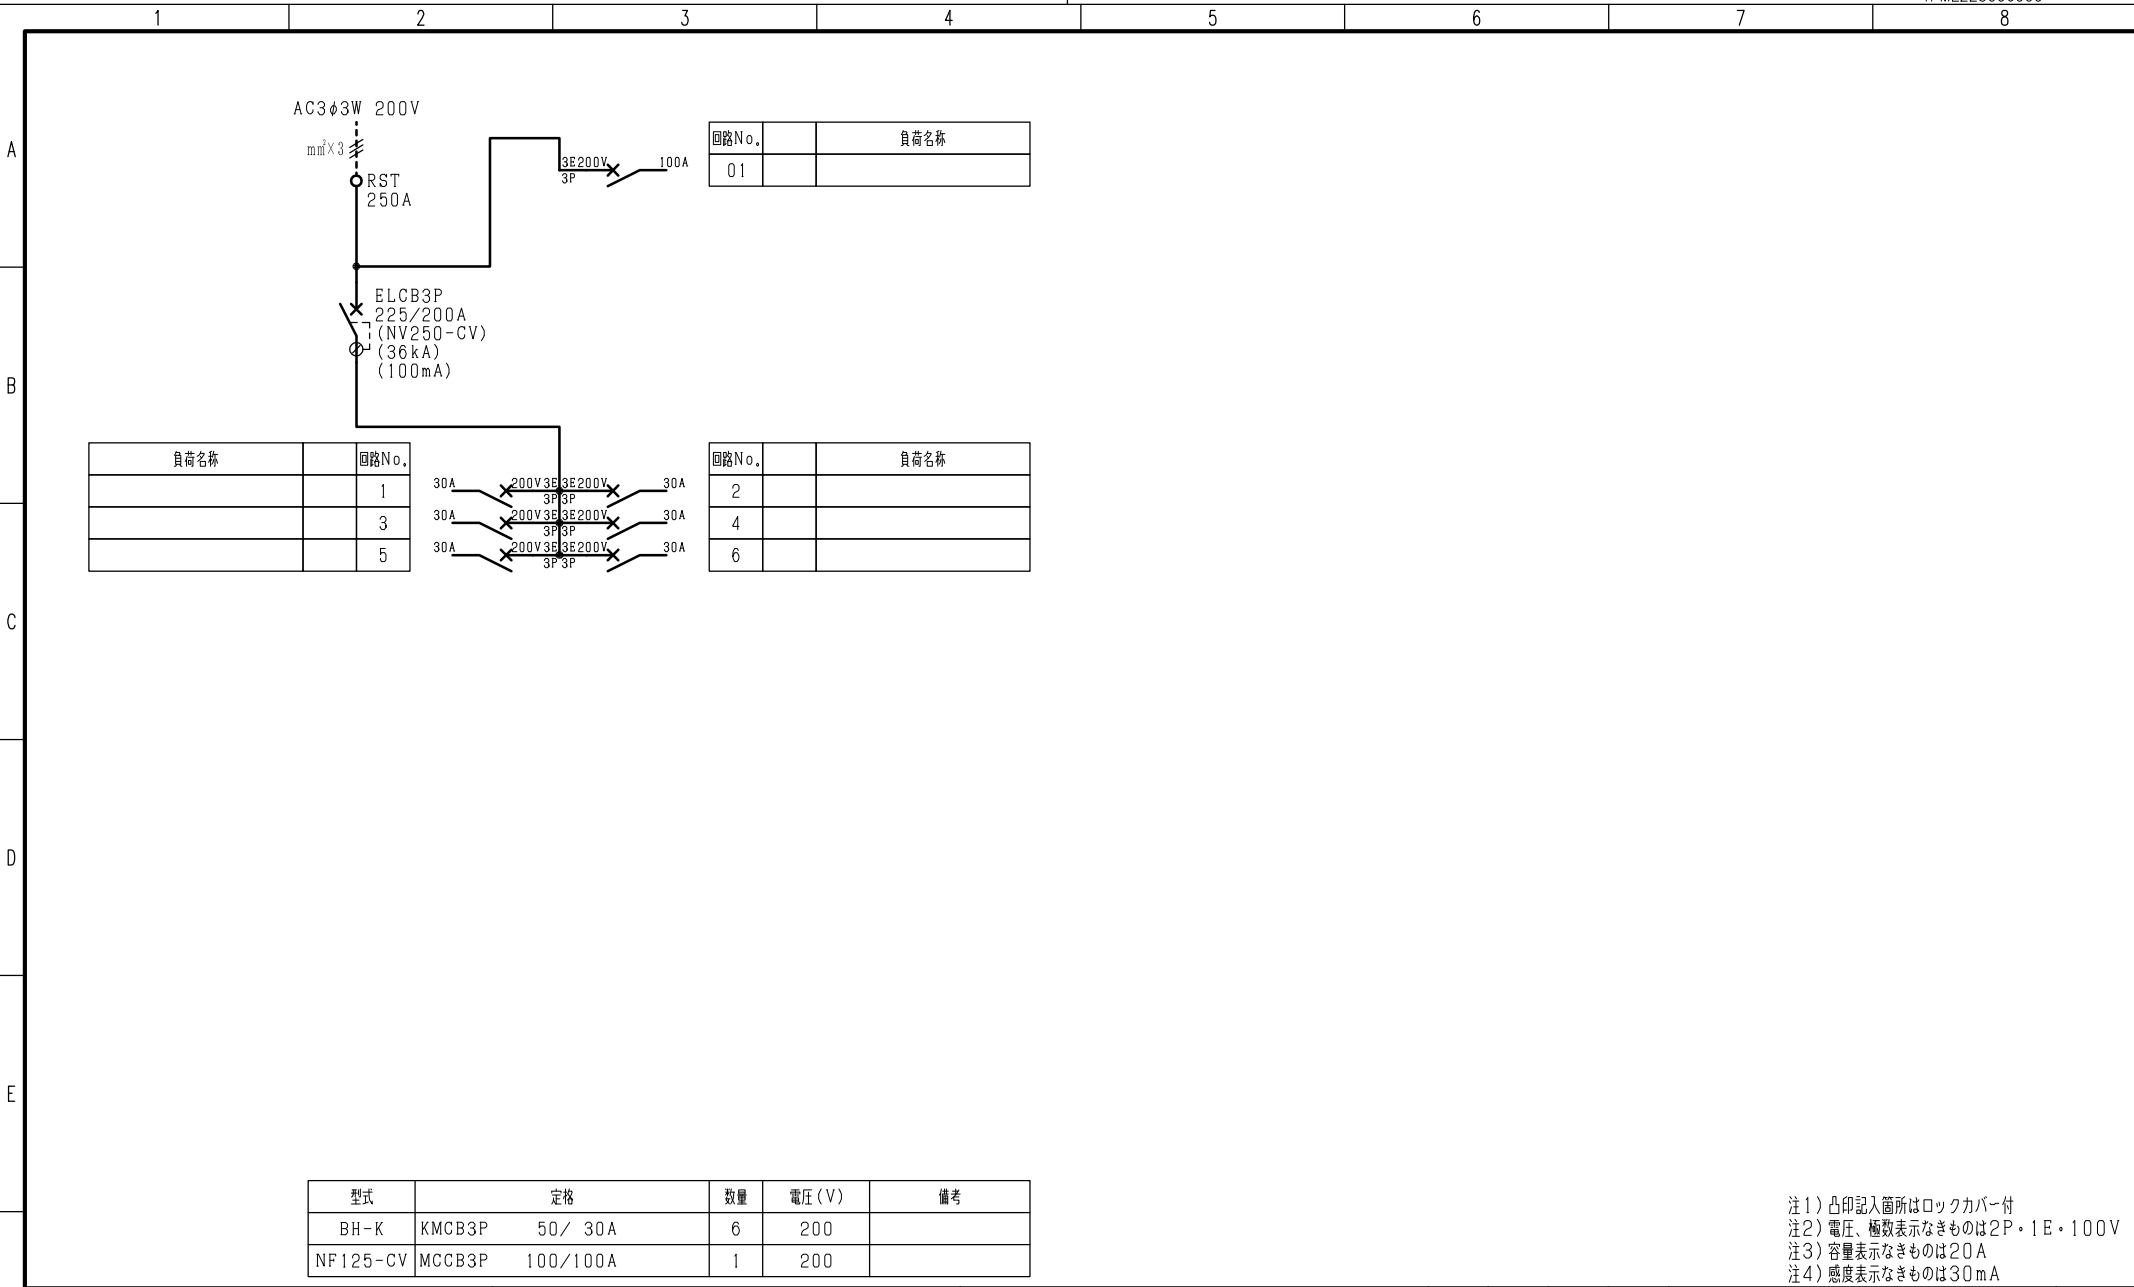 1 2 3 4 5 6 7 8
A
B
C
D
E
AC3φ3W 200V
mm²×3
RST
250A
3E200V 100A
3P
回路No. 負荷名称
01
ELCB3P
225/200A
(NV250-CV)
(36kA)
(100mA)
負荷名称 回路No.
1
3
5
30A 200V3E 3E200V 30A
3P 3P
30A 200V3E 3E200V 30A
3P 3P
30A 200V3E 3E200V 30A
3P 3P
回路No. 負荷名称
2
4
6
型式 定格 数量 電圧(V) 備考
BH-K KMCB3P 50/ 30A 6 200
NF125-CV MCCB3P 100/100A 1 200
注1)凸印記入箇所はロックカバー付
注2)電圧、極数表示なきものは2P・1E・100V
注3)容量表示なきものは20A
注4)感度表示なきものは30mA